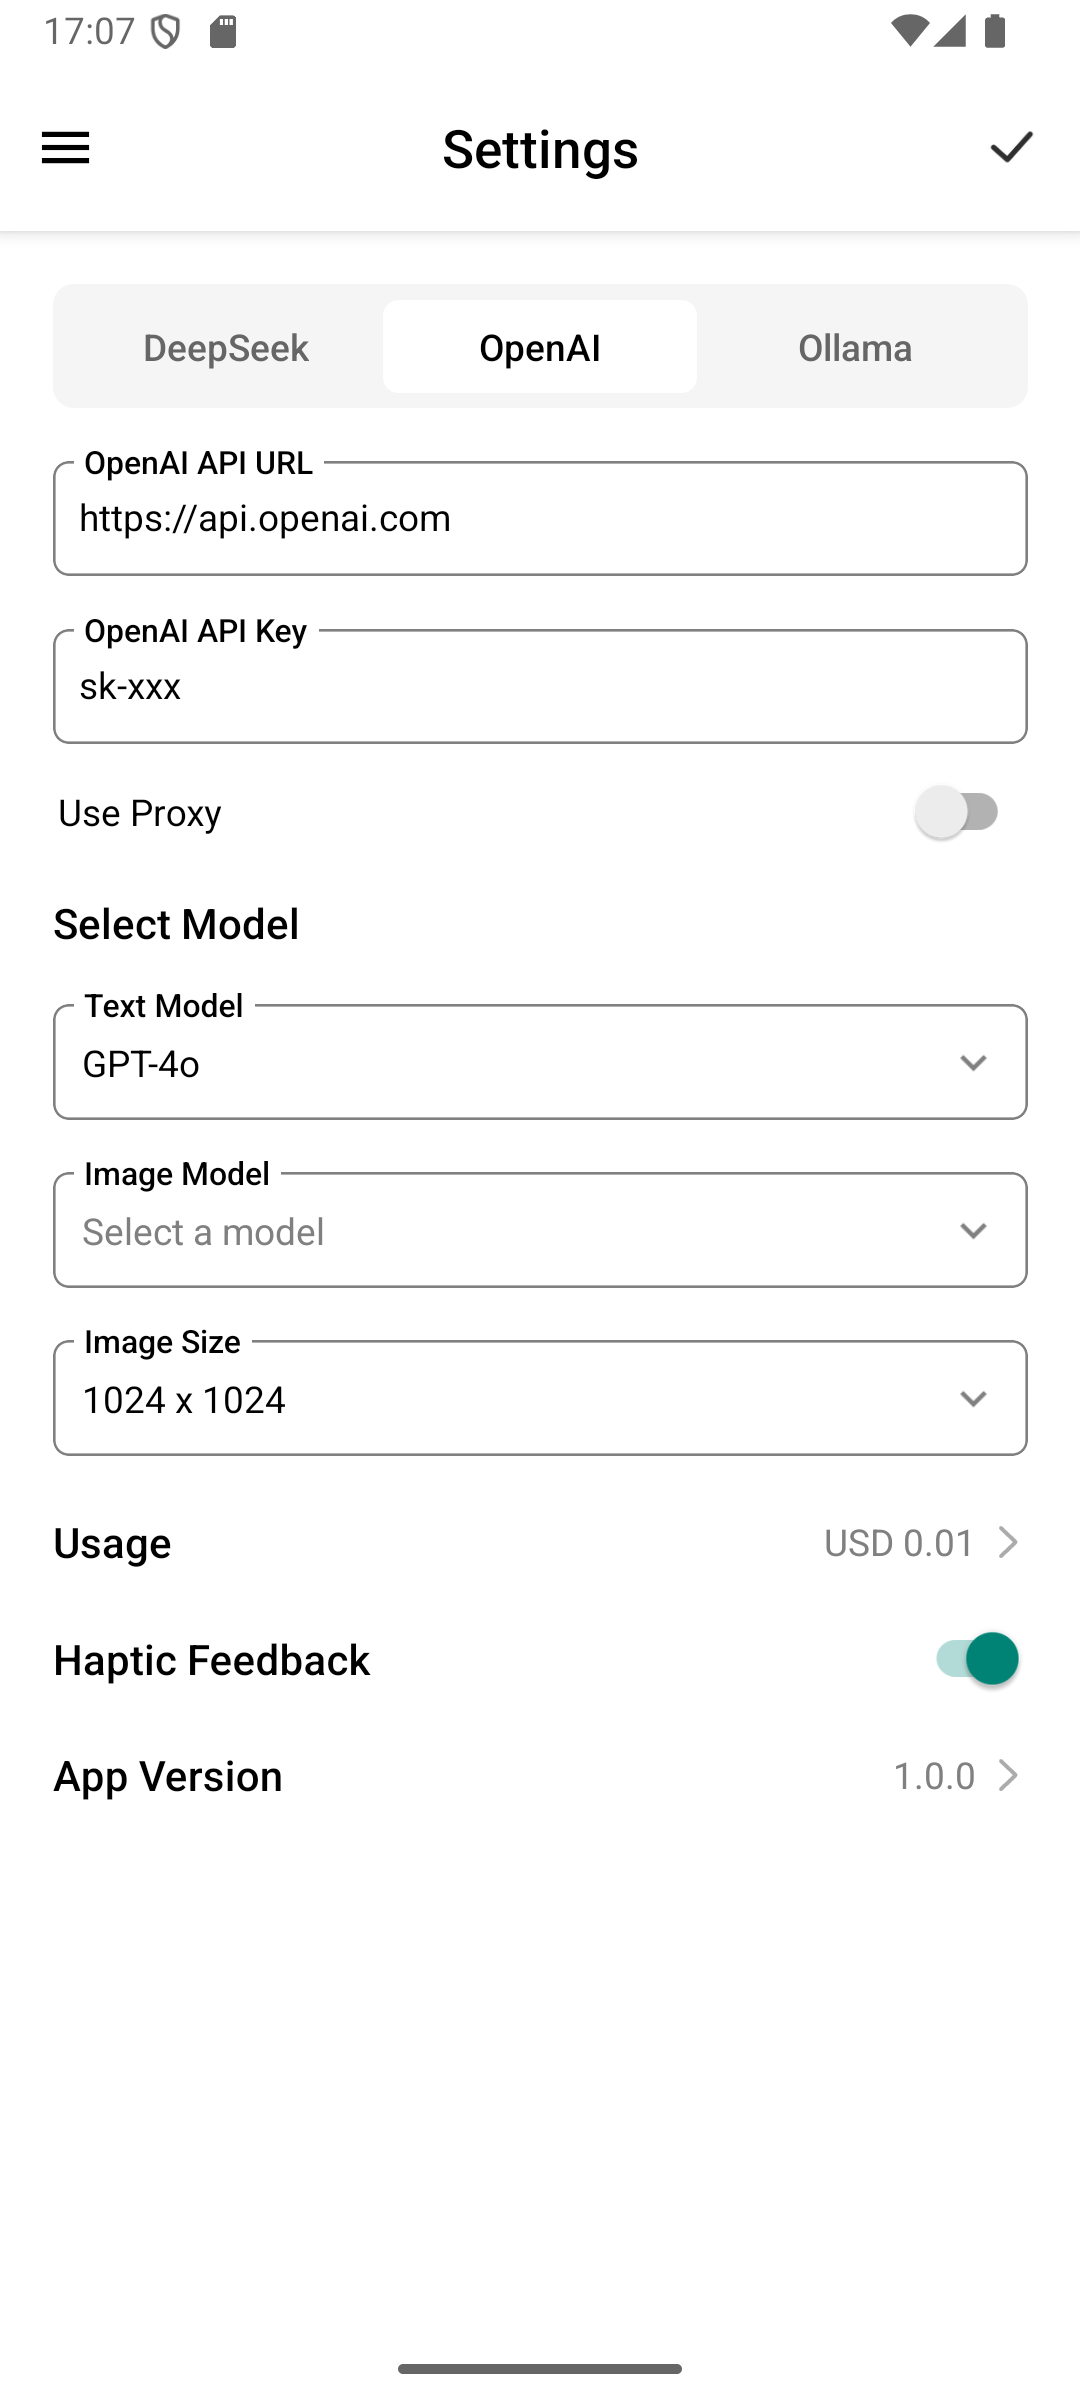 17:07
Settings
DeepSeek OpenAI Ollama
OpenAI API URL
https://api.openai.com
OpenAI API Key
sk-xxx
Use Proxy
Select Model
Text Model
GPT-4o
Image Model
Select a model
Image Size
1024 x 1024
Usage USD 0.01
Haptic Feedback
App Version 1.0.0